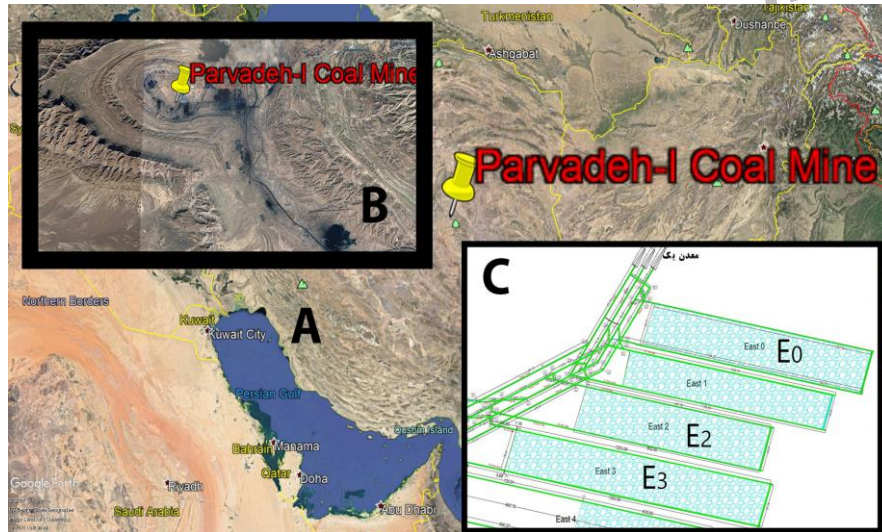 Turkmenistan
Tajikistan
Dushanbe
Ashgabat
Parvadeh-I Coal Mine
B
Parvadeh-I Coal Mine
Northern Borders
Kuwait
Kuwait City
A
Persian Gulf
Qeshm Island
Bahrain
Manama
Qatar
Doha
Riyadh
Abu Dhabi
Saudi Arabia
Google Earth
C
معدن یک
East 0
E0
East 1
East 2
E2
East 3
E3
East 4